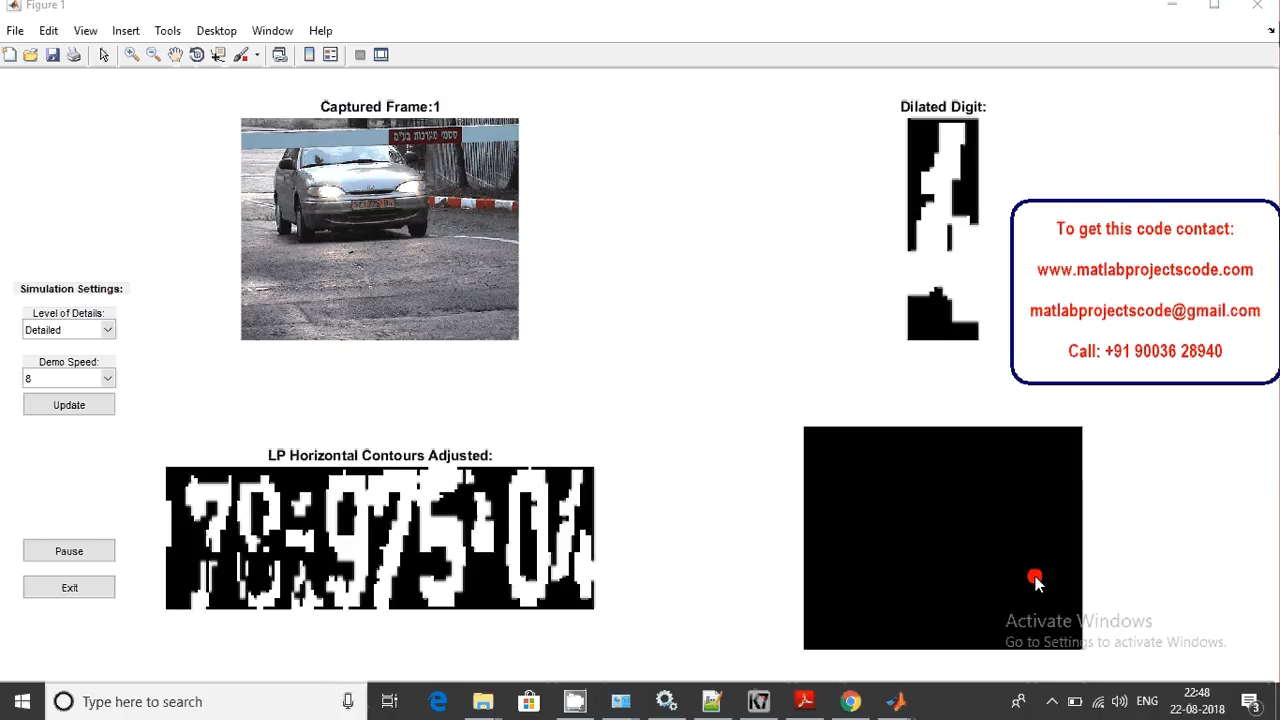 Figure 1
File Edit View Insert Tools Desktop Window Help
Captured Frame:1
Dilated Digit:
To get this code contact:
www.matlabprojectscode.com
matlabprojectscode@gmail.com
Call: +91 90036 28940
Simulation Settings:
Level of Details:
Detailed
Demo Speed:
8
Update
LP Horizontal Contours Adjusted:
Pause
Exit
Activate Windows
Go to Settings to activate Windows.
Type here to search
ENG
22:48
22-08-2018
3